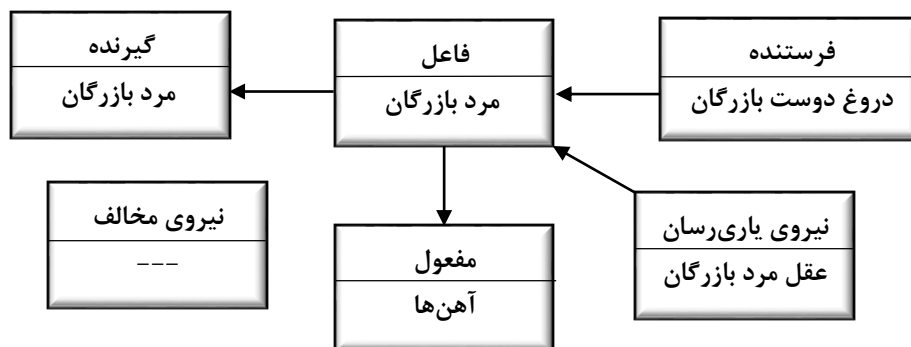 فرستنده
دروغ دوست بازرگان
فاعل
مرد بازرگان
گیرنده
مرد بازرگان
نیروی یاری‌رسان
عقل مرد بازرگان
مفعول
آهن‌ها
نیروی مخالف
---